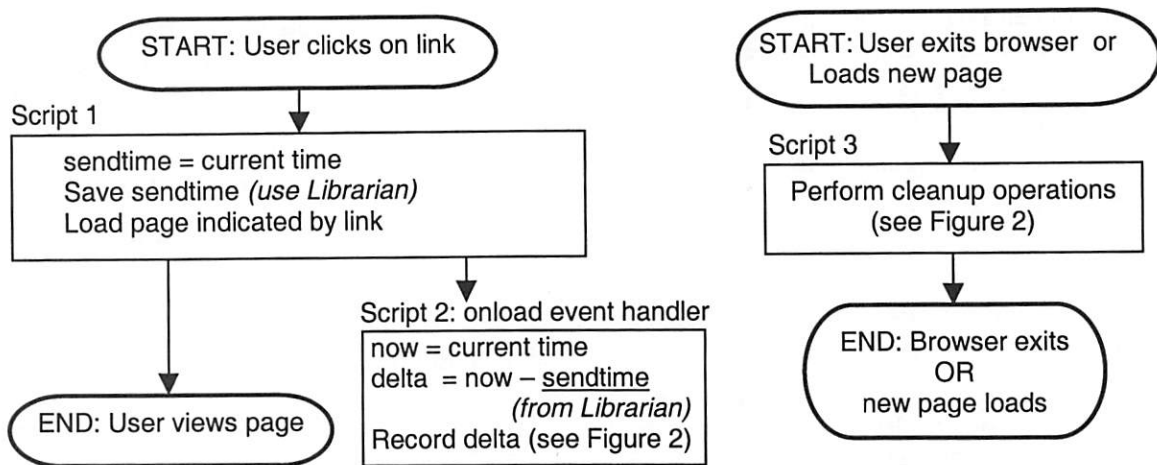 START: User clicks on link
Script 1
sendtime = current time
Save sendtime (use Librarian)
Load page indicated by link
Script 2: onload event handler
now = current time
delta = now – sendtime
(from Librarian)
Record delta (see Figure 2)
END: User views page
START: User exits browser or
Loads new page
Script 3
Perform cleanup operations
(see Figure 2)
END: Browser exits
OR
new page loads